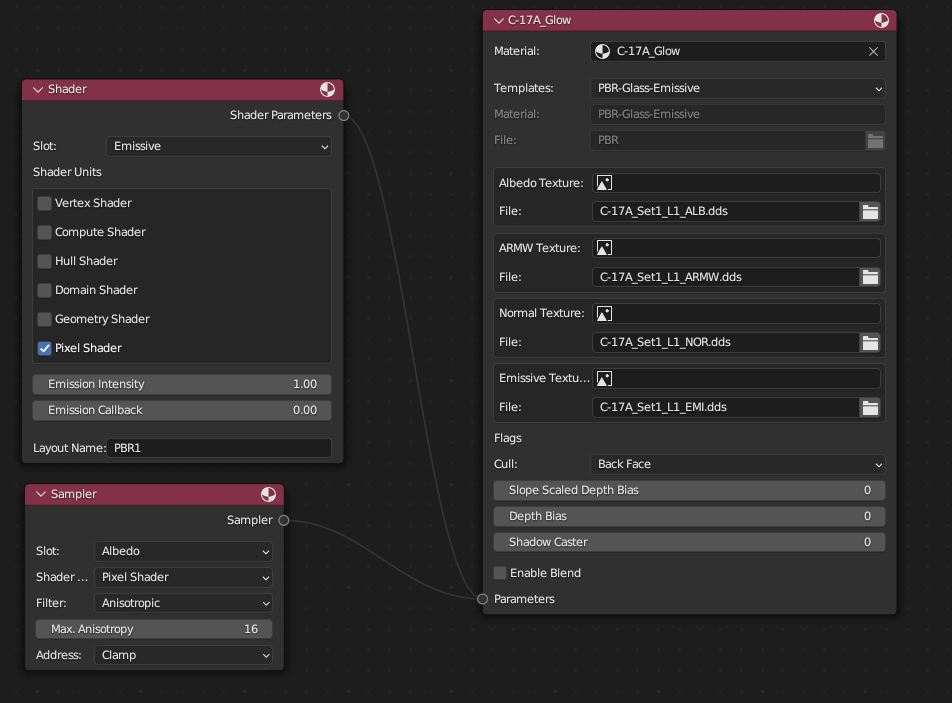 Shader
Shader Parameters
Slot: Emissive
Shader Units
Vertex Shader
Compute Shader
Hull Shader
Domain Shader
Geometry Shader
Pixel Shader
Emission Intensity 1.00
Emission Callback 0.00
Layout Name: PBR1
Sampler
Sampler
Slot: Albedo
Shader ... Pixel Shader
Filter: Anisotropic
Max. Anisotropy 16
Address: Clamp
C-17A_Glow
Material: C-17A_Glow
Templates: PBR-Glass-Emissive
Material: PBR-Glass-Emissive
File: PBR
Albedo Texture:
File: C-17A_Set1_L1_ALB.dds
ARMW Texture:
File: C-17A_Set1_L1_ARMW.dds
Normal Texture:
File: C-17A_Set1_L1_NOR.dds
Emissive Textu...
File: C-17A_Set1_L1_EMI.dds
Flags
Cull: Back Face
Slope Scaled Depth Bias 0
Depth Bias 0
Shadow Caster 0
Enable Blend
Parameters